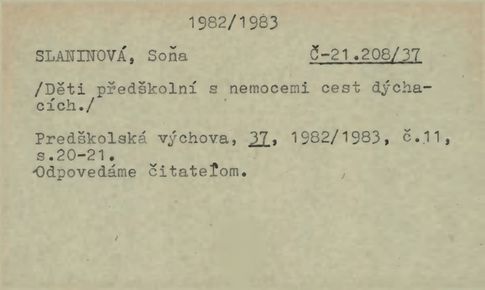 1982/1983
SLANINOVÁ, Soňa Č-21.208/37
/Děti předškolní s nemocemi cest dýcha-
cích./
Predškolská výchova, 37, 1982/1983, č.11,
s.20-21.
Odpovedáme čitateľom.